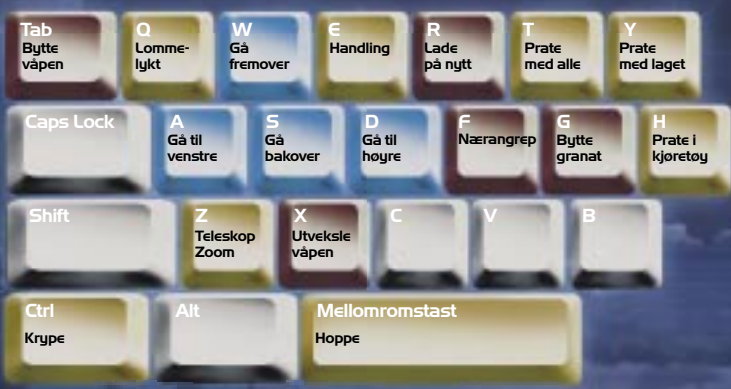 Tab Q W E R T Y
Bytte våpen
Lomme-lykt
Gå fremover
Handling
Lade på nytt
Prate med alle
Prate med laget
Caps Lock A S D F G H
Gå til venstre
Gå bakover
Gå til høyre
Nærangrep
Bytte granat
Prate i kjøretøy
Shift Z X C V B
Teleskop Zoom
Utveksle våpen
Ctrl Alt Mellomromstast
Krype
Hoppe